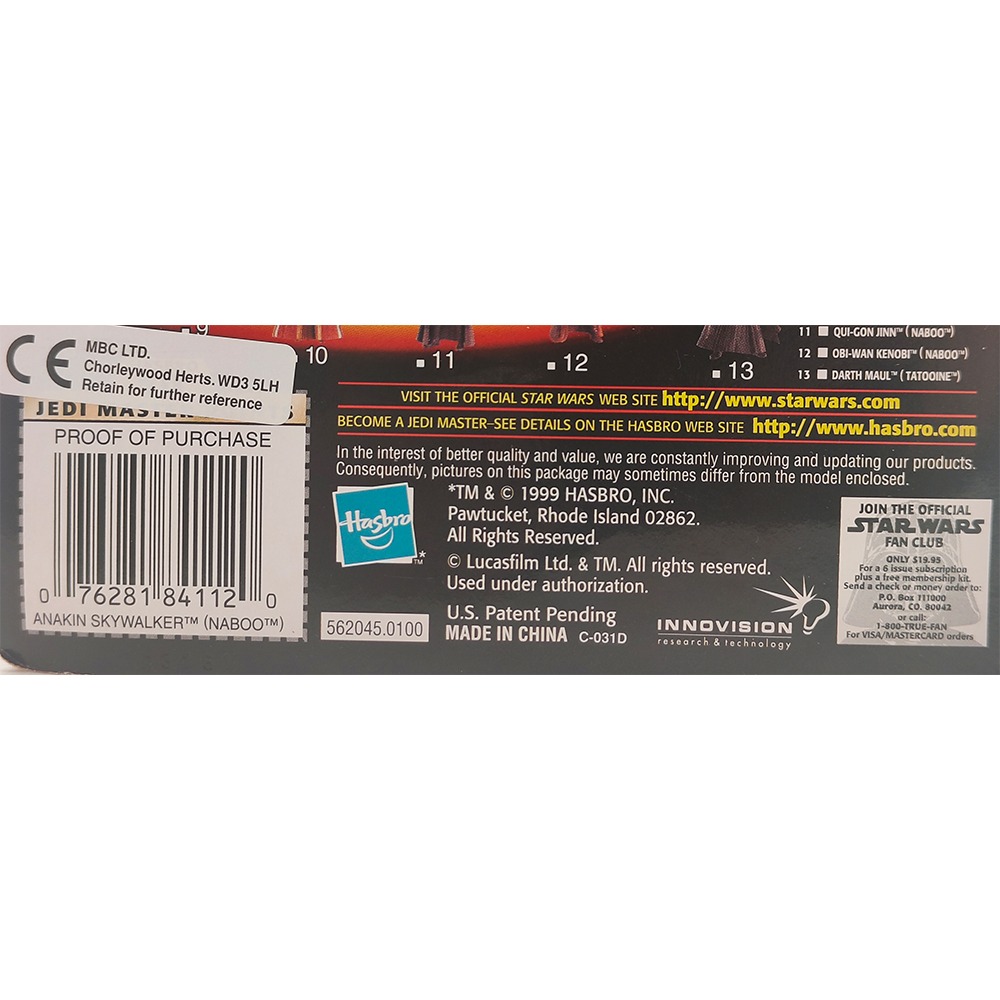 9
10
11
12
13
11 QUI-GON JINN™ (NABOO™)
12 OBI-WAN KENOBI™ (NABOO™)
13 DARTH MAUL™ (TATOOINE™)
CE
MBC LTD.
Chorleywood Herts. WD3 5LH
Retain for further reference
JEDI MASTER
PROOF OF PURCHASE
0 76281 84112 0
ANAKIN SKYWALKER™ (NABOO™)
VISIT THE OFFICIAL STAR WARS WEB SITE http://www.starwars.com
BECOME A JEDI MASTER–SEE DETAILS ON THE HASBRO WEB SITE http://www.hasbro.com
In the interest of better quality and value, we are constantly improving and updating our products.
Consequently, pictures on this package may sometimes differ from the model enclosed.
Hasbro
™*
*TM & © 1999 HASBRO, INC.
Pawtucket, Rhode Island 02862.
All Rights Reserved.
© Lucasfilm Ltd. & TM. All rights reserved.
Used under authorization.
562045.0100
U.S. Patent Pending
MADE IN CHINA C-031D
INNOVISION
research & technology
JOIN THE OFFICIAL
STAR WARS
FAN CLUB
ONLY $19.95
For a 6 issue subscription
plus a free membership kit.
Send a check or money order to:
P.O. Box 111000
Aurora, CO. 80042
or call:
1-800-TRUE-FAN
For VISA/MASTERCARD orders